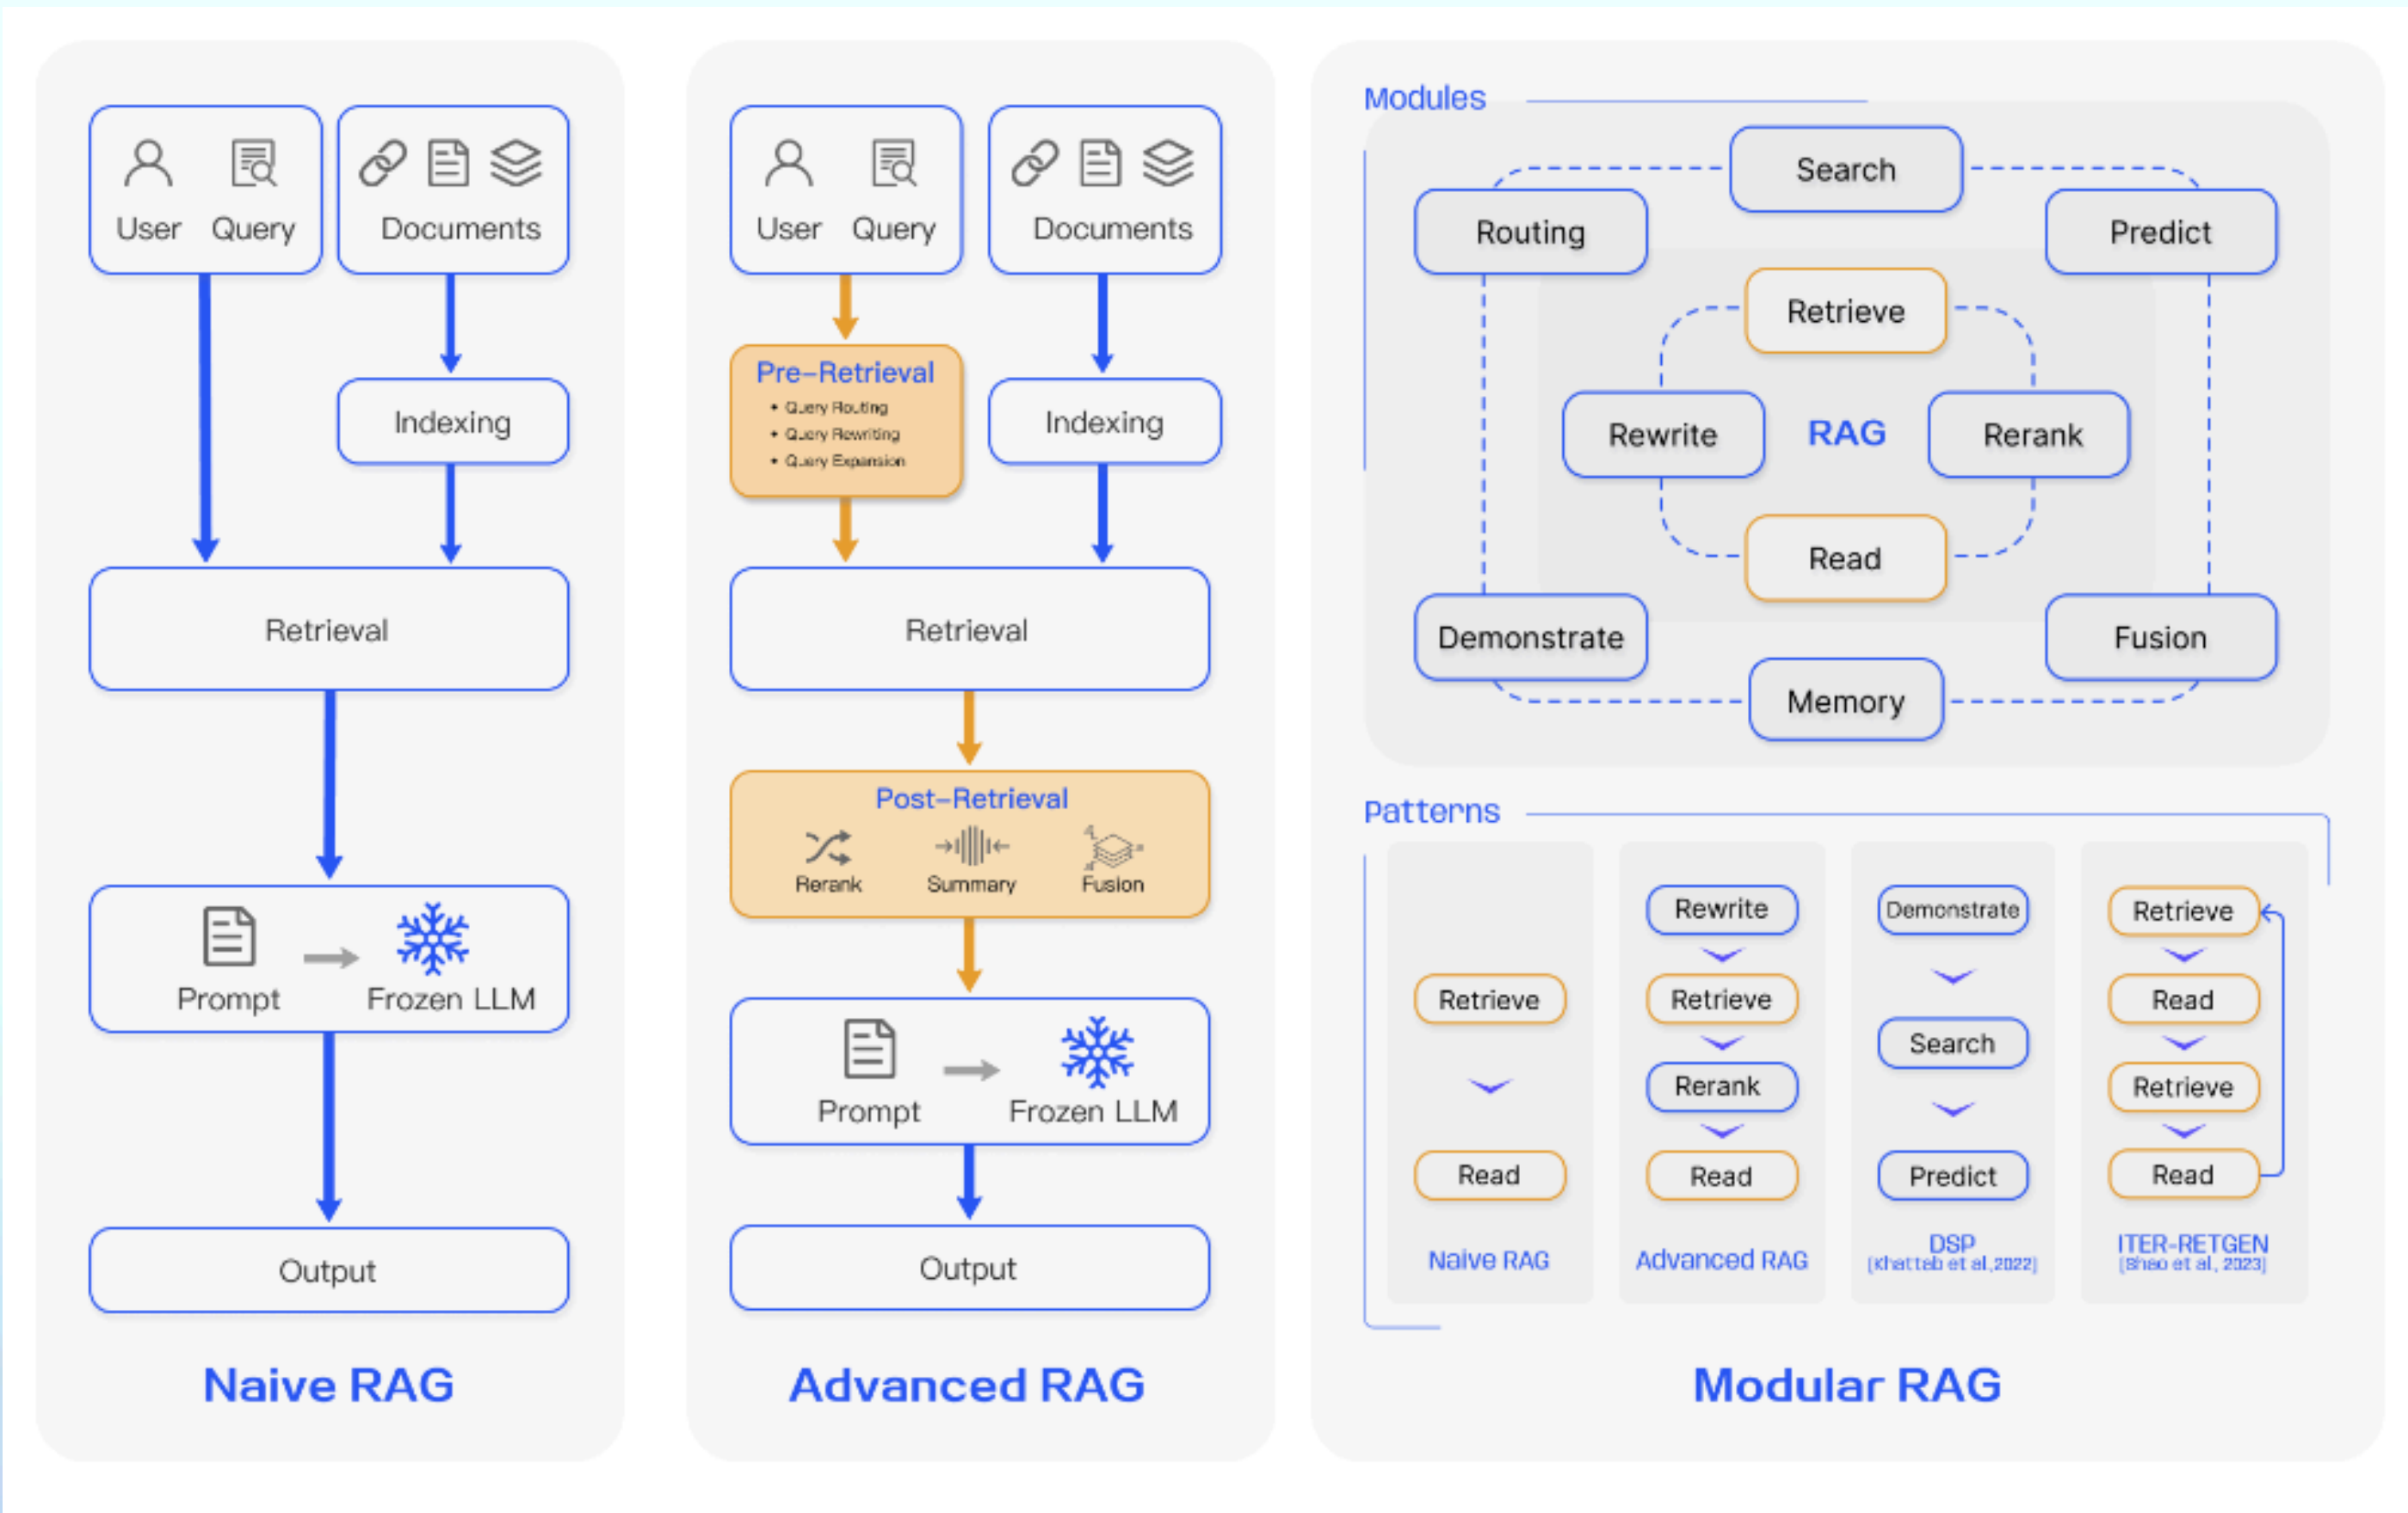 User Query
Documents
Indexing
Retrieval
Prompt
Frozen LLM
Output
Naive RAG
User Query
Documents
Pre-Retrieval
• Query Routing
• Query Rewriting
• Query Expansion
Indexing
Retrieval
Post-Retrieval
Rerank
Summary
Fusion
Prompt
Frozen LLM
Output
Advanced RAG
Modules
Search
Routing
Predict
Retrieve
Rewrite
RAG
Rerank
Read
Demonstrate
Fusion
Memory
Patterns
Retrieve
Read
Naive RAG
Rewrite
Retrieve
Rerank
Read
Advanced RAG
Demonstrate
Search
Predict
DSP
[Khattab et al.,2022]
Retrieve
Read
Retrieve
Read
ITER-RETGEN
[Shao et al., 2023]
Modular RAG